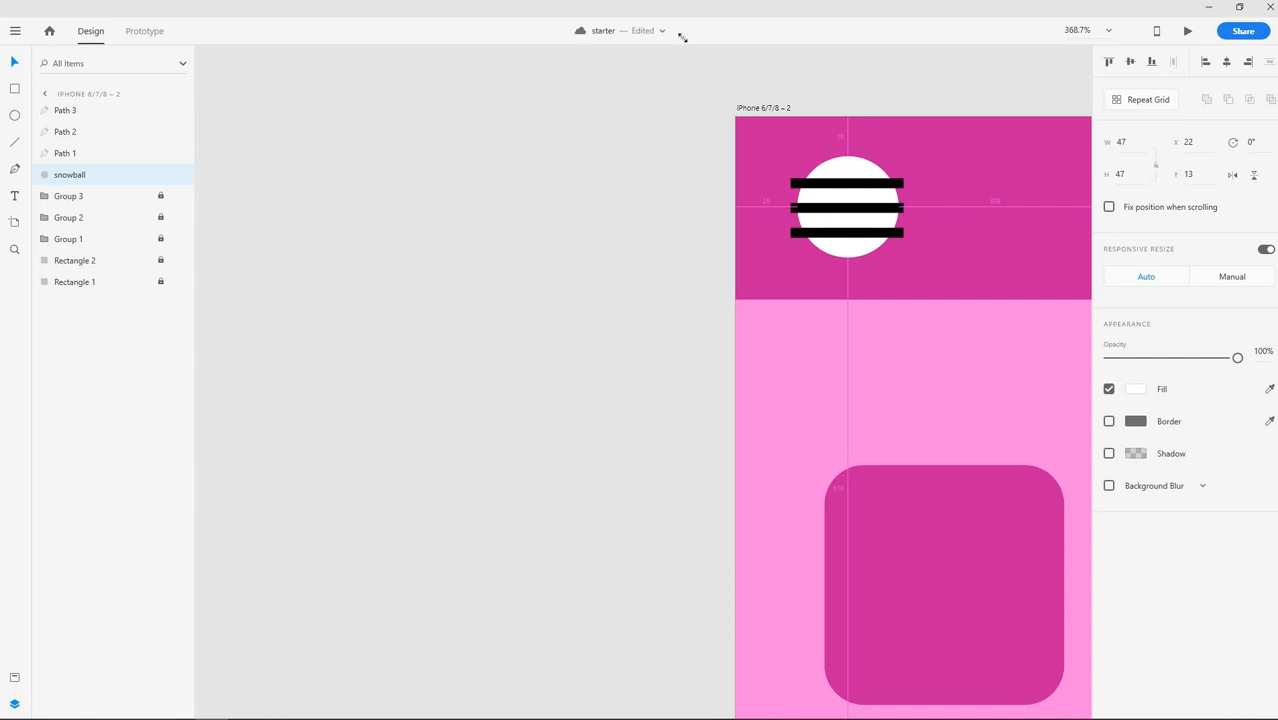 Design
Prototype
starter — Edited
368.7%
Share
All Items
IPHONE 6/7/8 – 2
Path 3
Path 2
Path 1
snowball
Group 3
Group 2
Group 1
Rectangle 2
Rectangle 1
iPhone 6/7/8 – 2
Repeat Grid
W 47
X 22
0°
H 47
Y 13
Fix position when scrolling
RESPONSIVE RESIZE
Auto
Manual
APPEARANCE
Opacity
100%
Fill
Border
Shadow
Background Blur